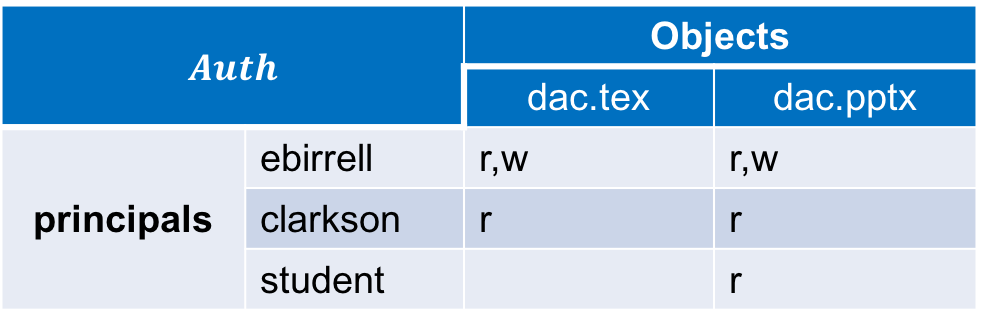 Auth
Objects
dac.tex dac.pptx
ebirrell r,w r,w
principals clarkson r r
student r